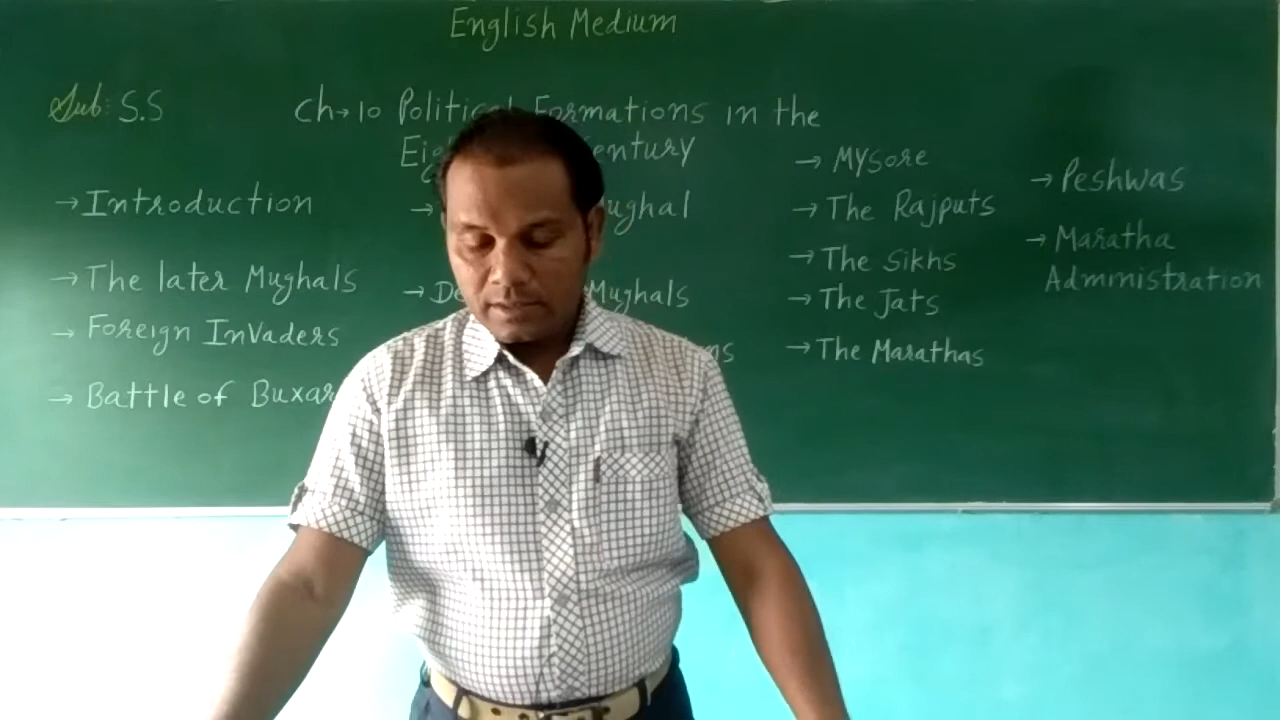 English Medium
Sub: S.S
Ch→10 Political Formations in the
Century
→ Introduction
→ The later Mughals
→ Foreign InVaders
→ Battle of Buxar
→ Mughal
→ Mughals
→ Mysore
→ The Rajputs
→ The Sikhs
→ The Jats
→ The Marathas
→ Peshwas
→ Maratha
Administration